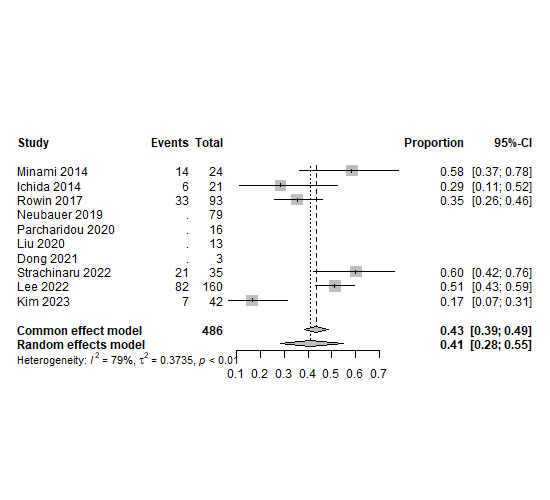 Study Events Total Proportion 95%-CI
Minami 2014 14 24 0.58 [0.37; 0.78]
Ichida 2014 6 21 0.29 [0.11; 0.52]
Rowin 2017 33 93 0.35 [0.26; 0.46]
Neubauer 2019 . 79
Parcharidou 2020 . 16
Liu 2020 . 13
Dong 2021 . 3
Strachinaru 2022 21 35 0.60 [0.42; 0.76]
Lee 2022 82 160 0.51 [0.43; 0.59]
Kim 2023 7 42 0.17 [0.07; 0.31]
Common effect model 486 0.43 [0.39; 0.49]
Random effects model 0.41 [0.28; 0.55]
Heterogeneity: I² = 79%, τ² = 0.3735, p < 0.01
0.1 0.2 0.3 0.4 0.5 0.6 0.7